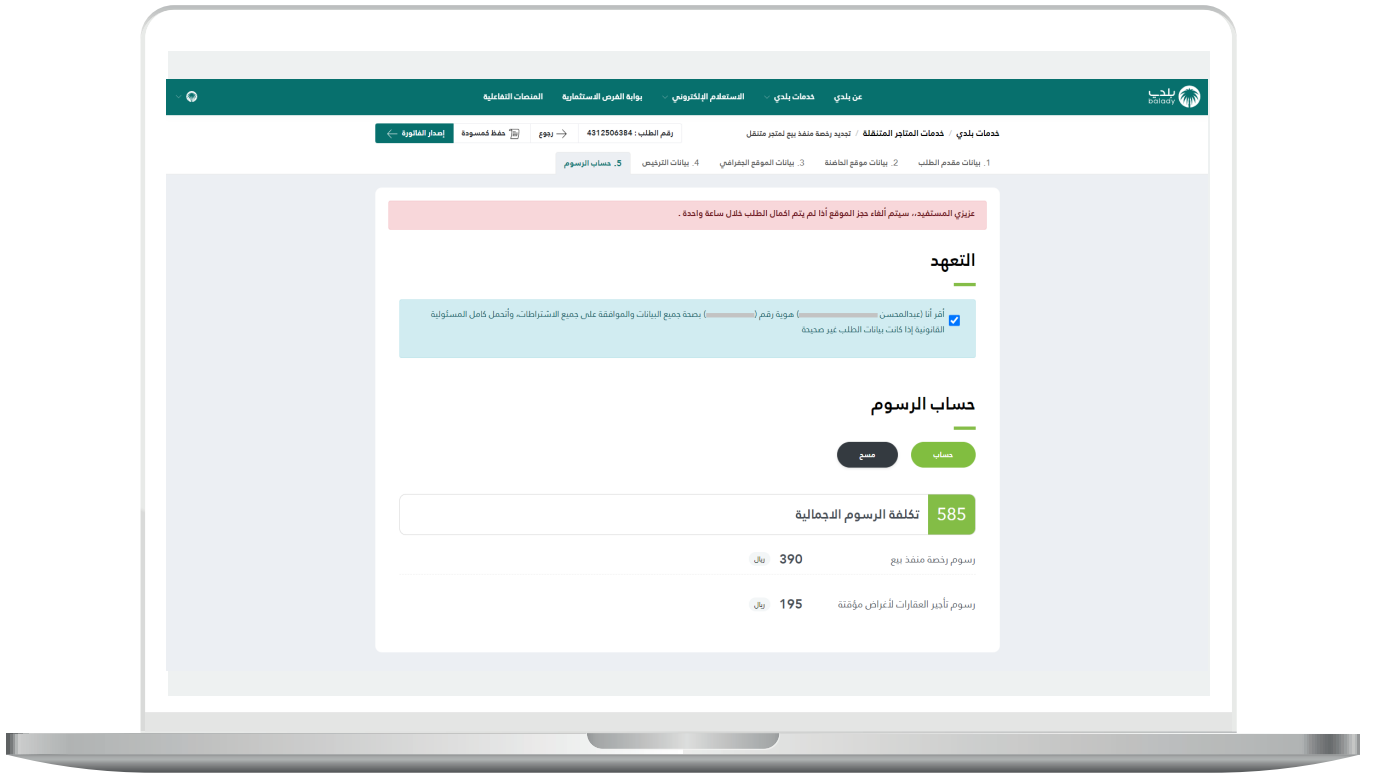 بلدي
balady
عن بلدي
خدمات بلدي
الاستعلام الإلكتروني
بوابة الفرص الاستثمارية
المنصات التفاعلية
خدمات بلدي / خدمات المتاجر المتنقلة / تجديد رخصة منفذ بيع لمتجر متنقل
رقم الطلب : 4312506384
رجوع
حفظ كمسودة
إصدار الفاتورة
1. بيانات مقدم الطلب
2. بيانات موقع الحاضنة
3. بيانات الموقع الجغرافي
4. بيانات الترخيص
5. حساب الرسوم
عزيزي المستفيد،، سيتم ألغاء حجز الموقع أذا لم يتم اكمال الطلب خلال ساعة واحدة .
التعهد
أقر أنا (عبدالمحسن ) هوية رقم ( ) بصحة جميع البيانات والموافقة على جميع الاشتراطات، وأتحمل كامل المسئولية
القانونية إذا كانت بيانات الطلب غير صحيحة
حساب الرسوم
حساب
مسح
585 تكلفة الرسوم الاجمالية
رسوم رخصة منفذ بيع 390 ريال
رسوم تأجير العقارات لأغراض مؤقتة 195 ريال